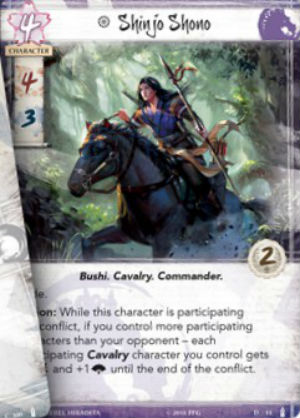 4
Shinjo Shono
CHARACTER
4
3
2
Bushi. Cavalry. Commander.
e.
on: While this character is participating
conflict, if you control more participating
acters than your opponent – each
cipating Cavalry character you control gets
and +1 until the end of the conflict.
© 2018 FFG